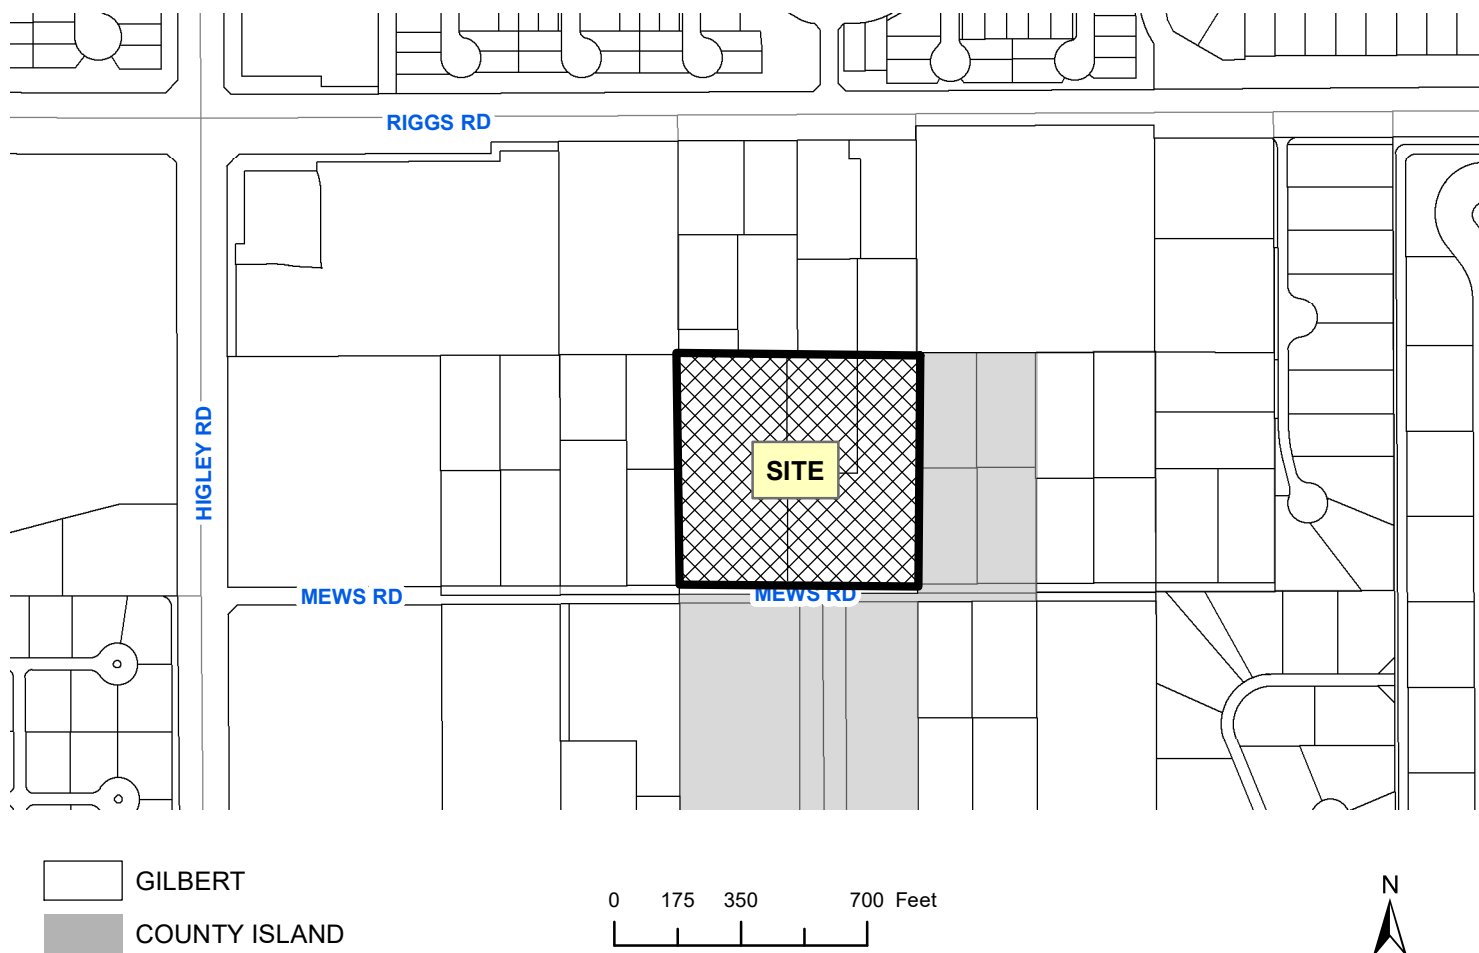 RIGGS RD
HIGLEY RD
SITE
MEWS RD
MEWS RD
GILBERT
COUNTY ISLAND
0 175 350 700 Feet
N